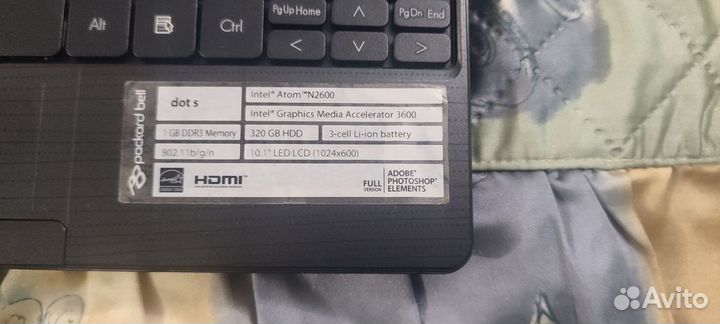 PgUp Home
PgDn End
Alt
Ctrl
<
∨
>
packard bell
dot s
Intel® Atom™N2600
Intel® Graphics Media Accelerator 3600
1 GB DDR3 Memory
320 GB HDD
3-cell Li-ion battery
802.11b/g/n
10.1" LED LCD (1024x600)
HDMI
FULL
VERSION
ADOBE®
PHOTOSHOP®
ELEMENTS
Avito